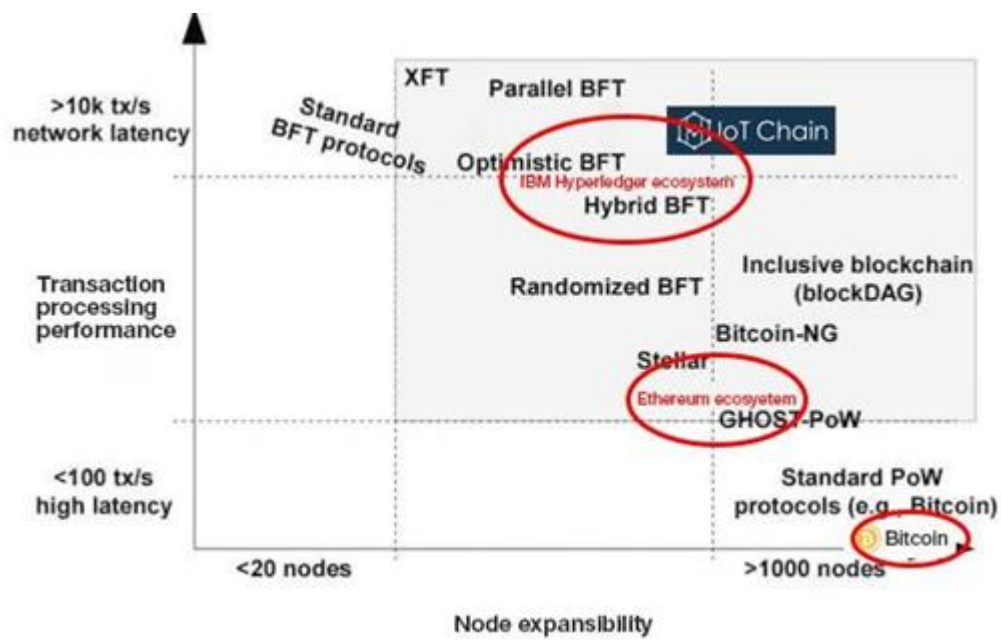 >10k tx/s
network latency
Standard
BFT protocols
XFT
Parallel BFT
IoT Chain
Optimistic BFT
IBM Hyperledger ecosystem
Hybrid BFT
Transaction
processing
performance
Randomized BFT
Inclusive blockchain
(blockDAG)
Bitcoin-NG
Stellar
Ethereum ecosyetem
GHOST-PoW
<100 tx/s
high latency
Standard PoW
protocols (e.g., Bitcoin)
Bitcoin
<20 nodes
>1000 nodes
Node expansibility